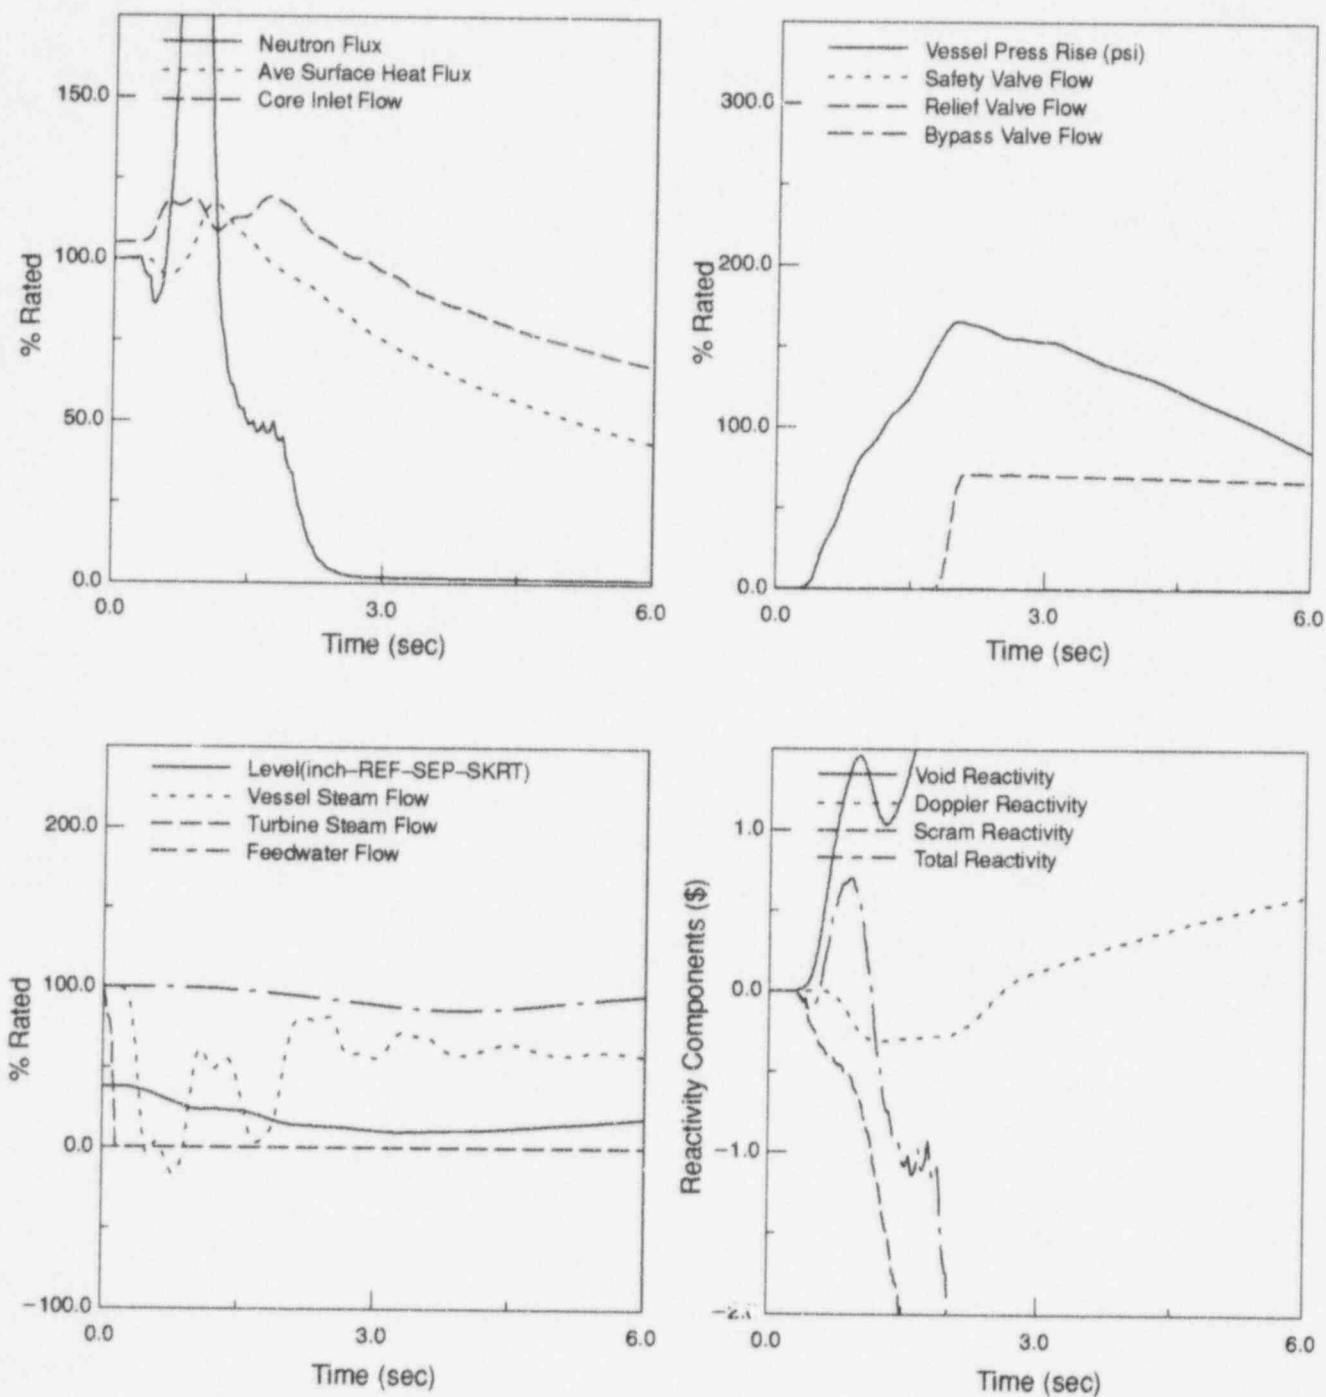 Neutron Flux
Ave Surface Heat Flux
Core Inlet Flow
150.0
100.0
50.0
0.0
% Rated
0.0
3.0
6.0
Time (sec)
Vessel Press Rise (psi)
Safety Valve Flow
Relief Valve Flow
Bypass Valve Flow
300.0
200.0
100.0
0.0
% Rated
0.0
3.0
6.0
Time (sec)
Level(inch-REF-SEP-SKRT)
Vessel Steam Flow
Turbine Steam Flow
Feedwater Flow
200.0
100.0
0.0
-100.0
% Rated
0.0
3.0
6.0
Time (sec)
Void Reactivity
Doppler Reactivity
Scram Reactivity
Total Reactivity
1.0
0.0
-1.0
Reactivity Components ($)
0.0
3.0
6.0
Time (sec)